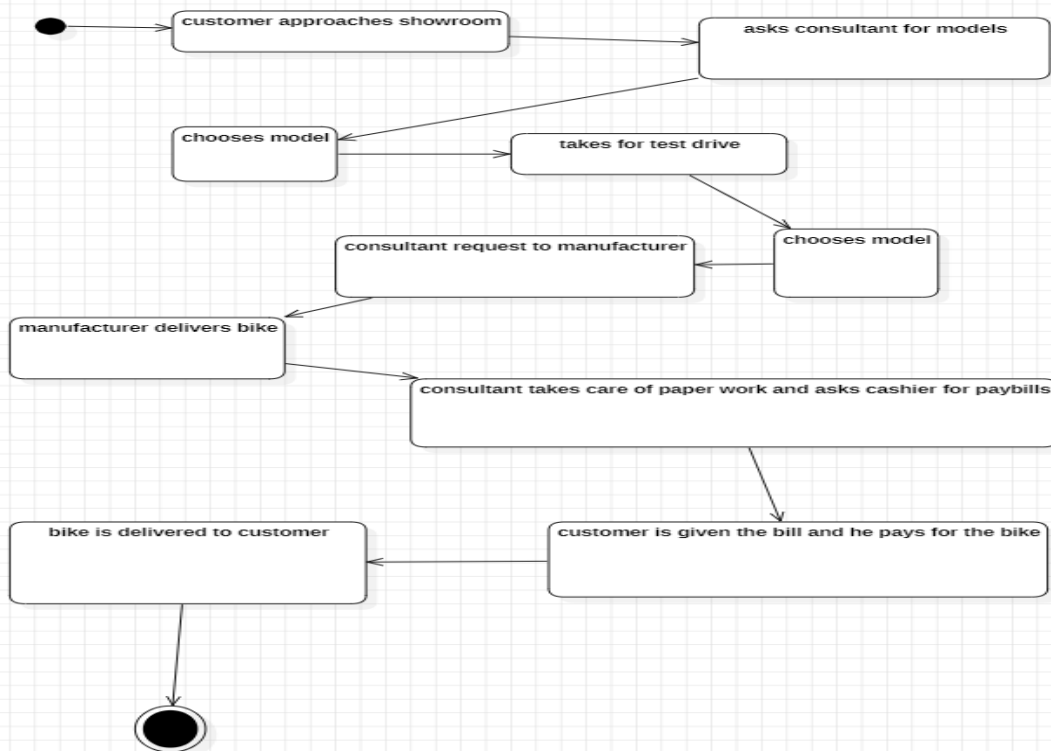 customer approaches showroom
asks consultant for models
chooses model
takes for test drive
chooses model
consultant request to manufacturer
manufacturer delivers bike
consultant takes care of paper work and asks cashier for paybills
customer is given the bill and he pays for the bike
bike is delivered to customer